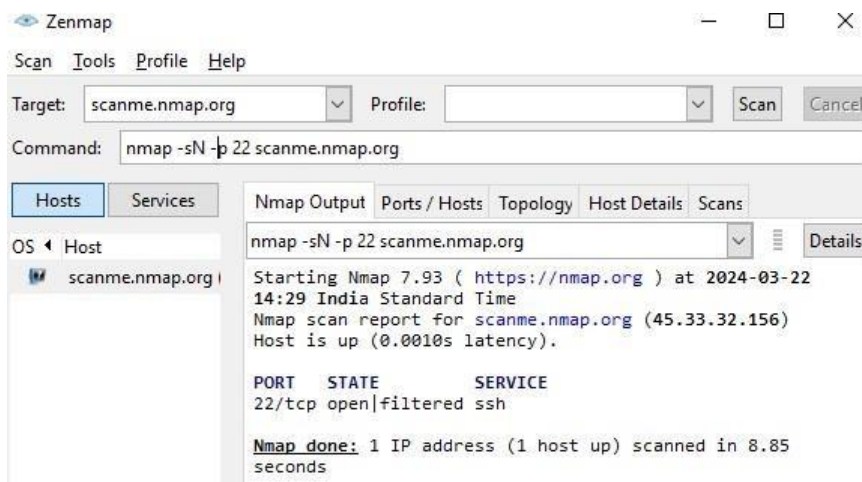 Zenmap
Scan Tools Profile Help
Target: scanme.nmap.org Profile: Scan Cancel
Command: nmap -sN -p 22 scanme.nmap.org
Hosts Services
Nmap Output Ports / Hosts Topology Host Details Scans
OS Host
nmap -sN -p 22 scanme.nmap.org Details
scanme.nmap.org (
Starting Nmap 7.93 ( https://nmap.org ) at 2024-03-22
14:29 India Standard Time
Nmap scan report for scanme.nmap.org (45.33.32.156)
Host is up (0.0010s latency).
PORT STATE SERVICE
22/tcp open|filtered ssh
Nmap done: 1 IP address (1 host up) scanned in 8.85
seconds